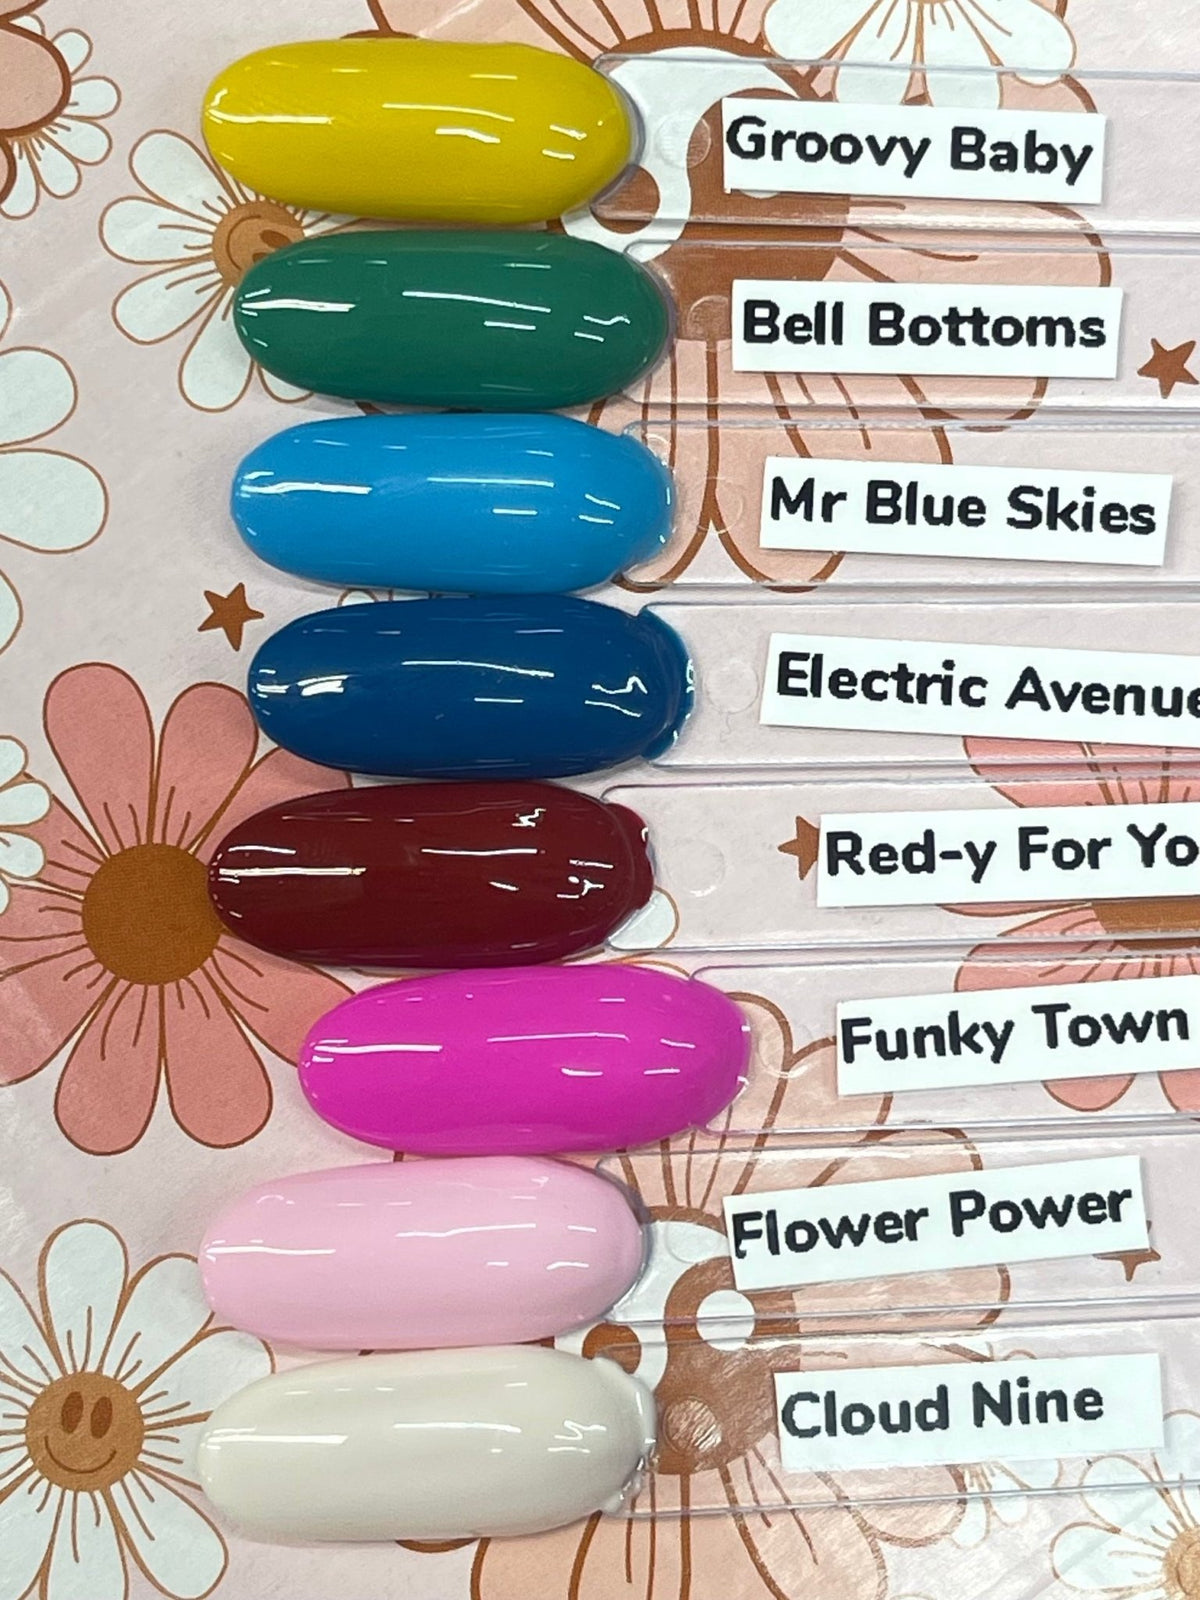 Groovy Baby
Bell Bottoms
Mr Blue Skies
Electric Avenue
Red-y For Yo
Funky Town
Flower Power
Cloud Nine